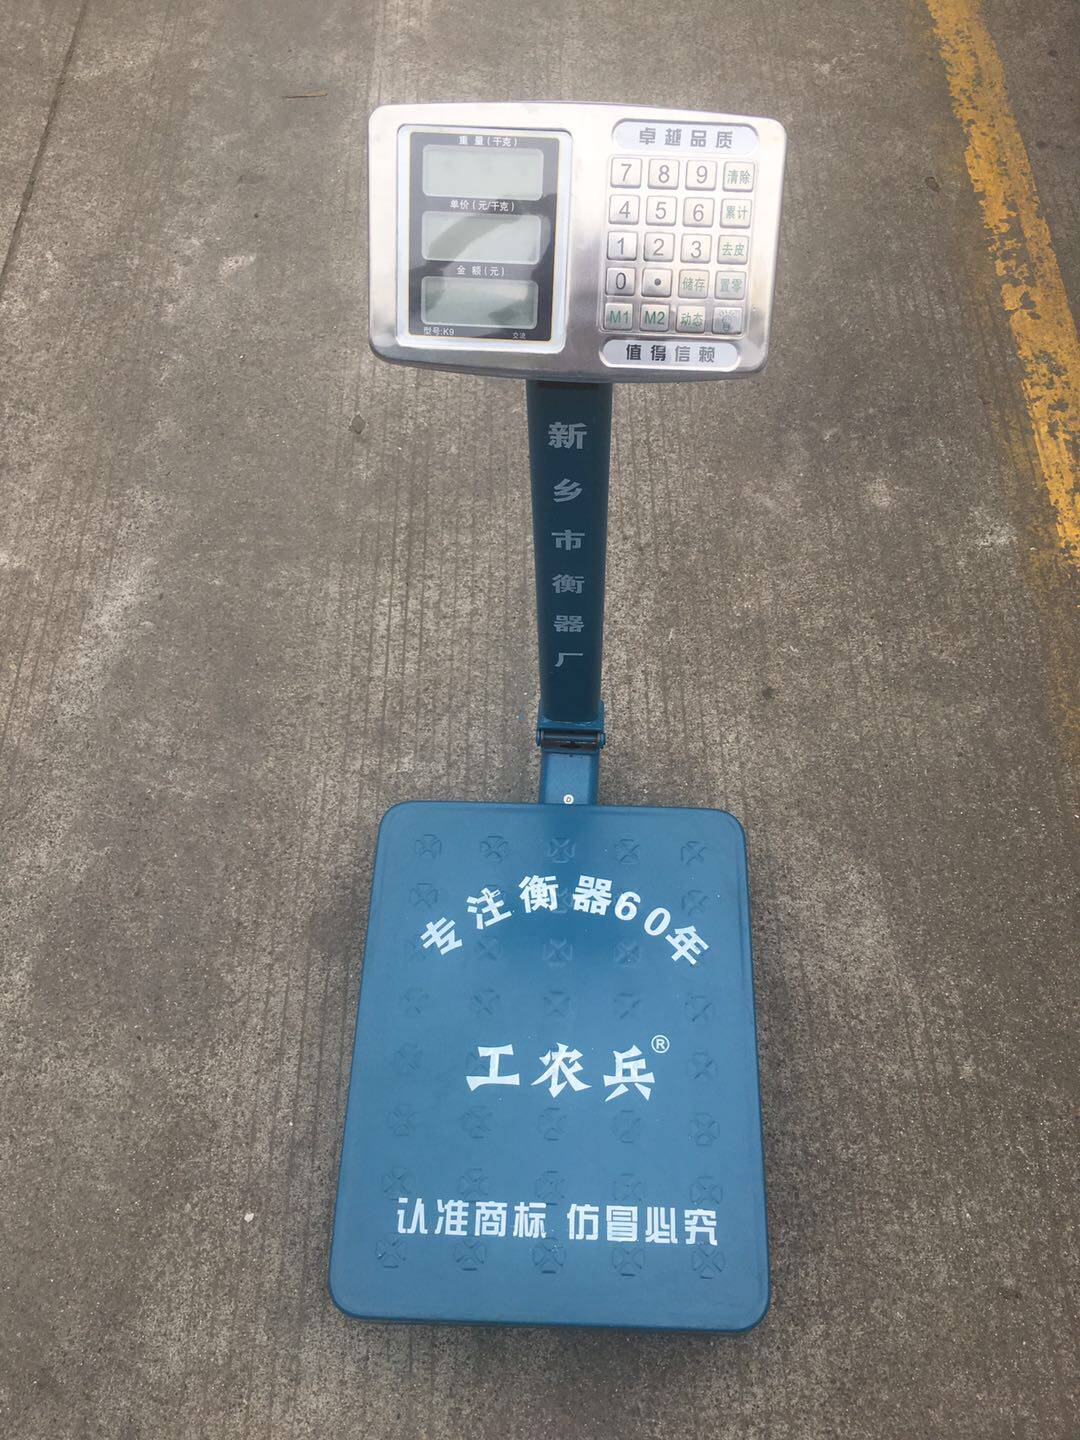 重量(千克)
单价(元/千克)
金额(元)
型号:K9
交流
卓越品质
7 8 9 清除
4 5 6 累计
1 2 3 去皮
0 • 储存 置零
M1 M2 动态
值得信赖
新乡市衡器厂
D
专注衡器60年
工农兵®
认准商标 仿冒必究